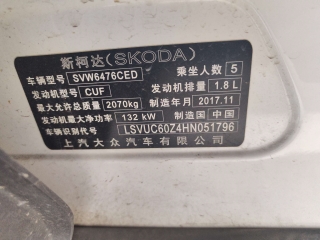 斯柯达(SKODA)
车辆型号 SVW6476CED 乘坐人数 5
发动机型号 CUF 发动机排量 1.8 L
最大允许总质量 2070kg 制造年月 2017.11
发动机最大净功率 132 kW 制造国 中国
车辆识别代号 LSVUC60Z4HN051796
上汽大众汽车有限公司